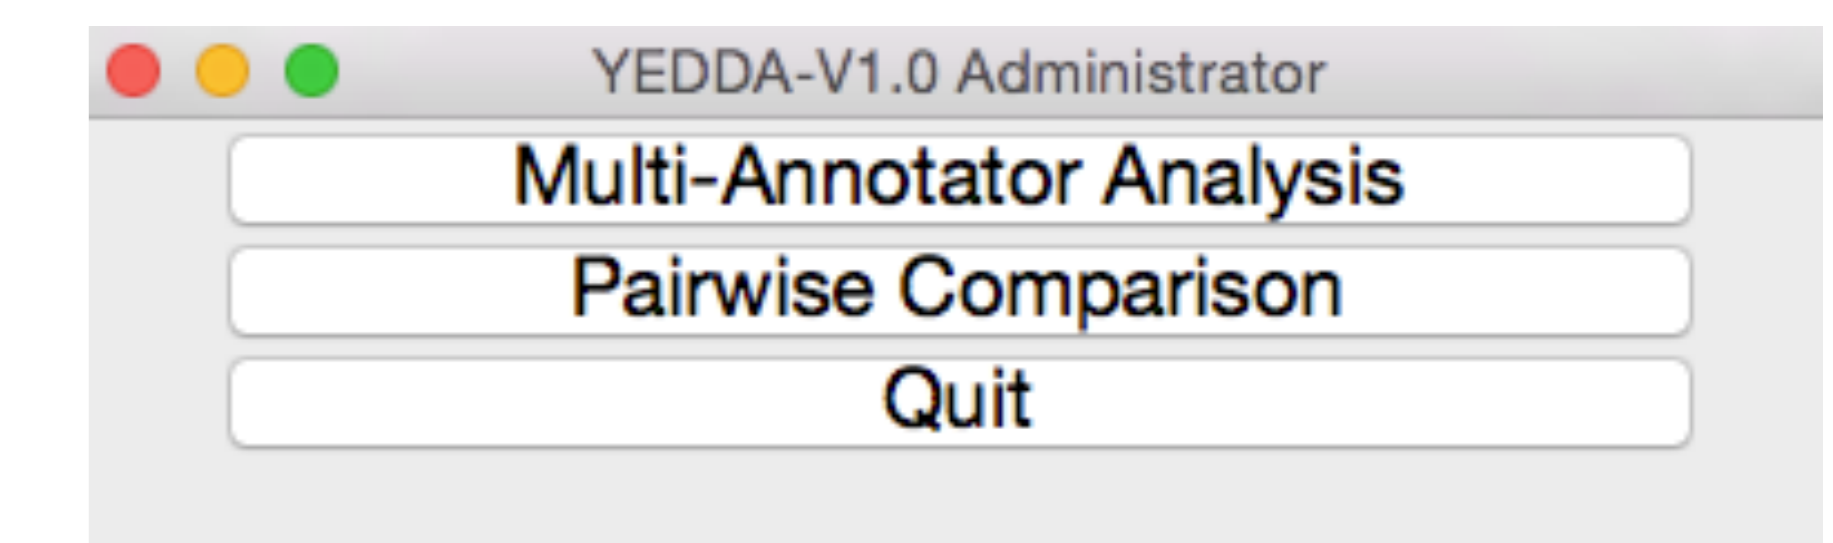 YEDDA-V1.0 Administrator
Multi-Annotator Analysis
Pairwise Comparison
Quit